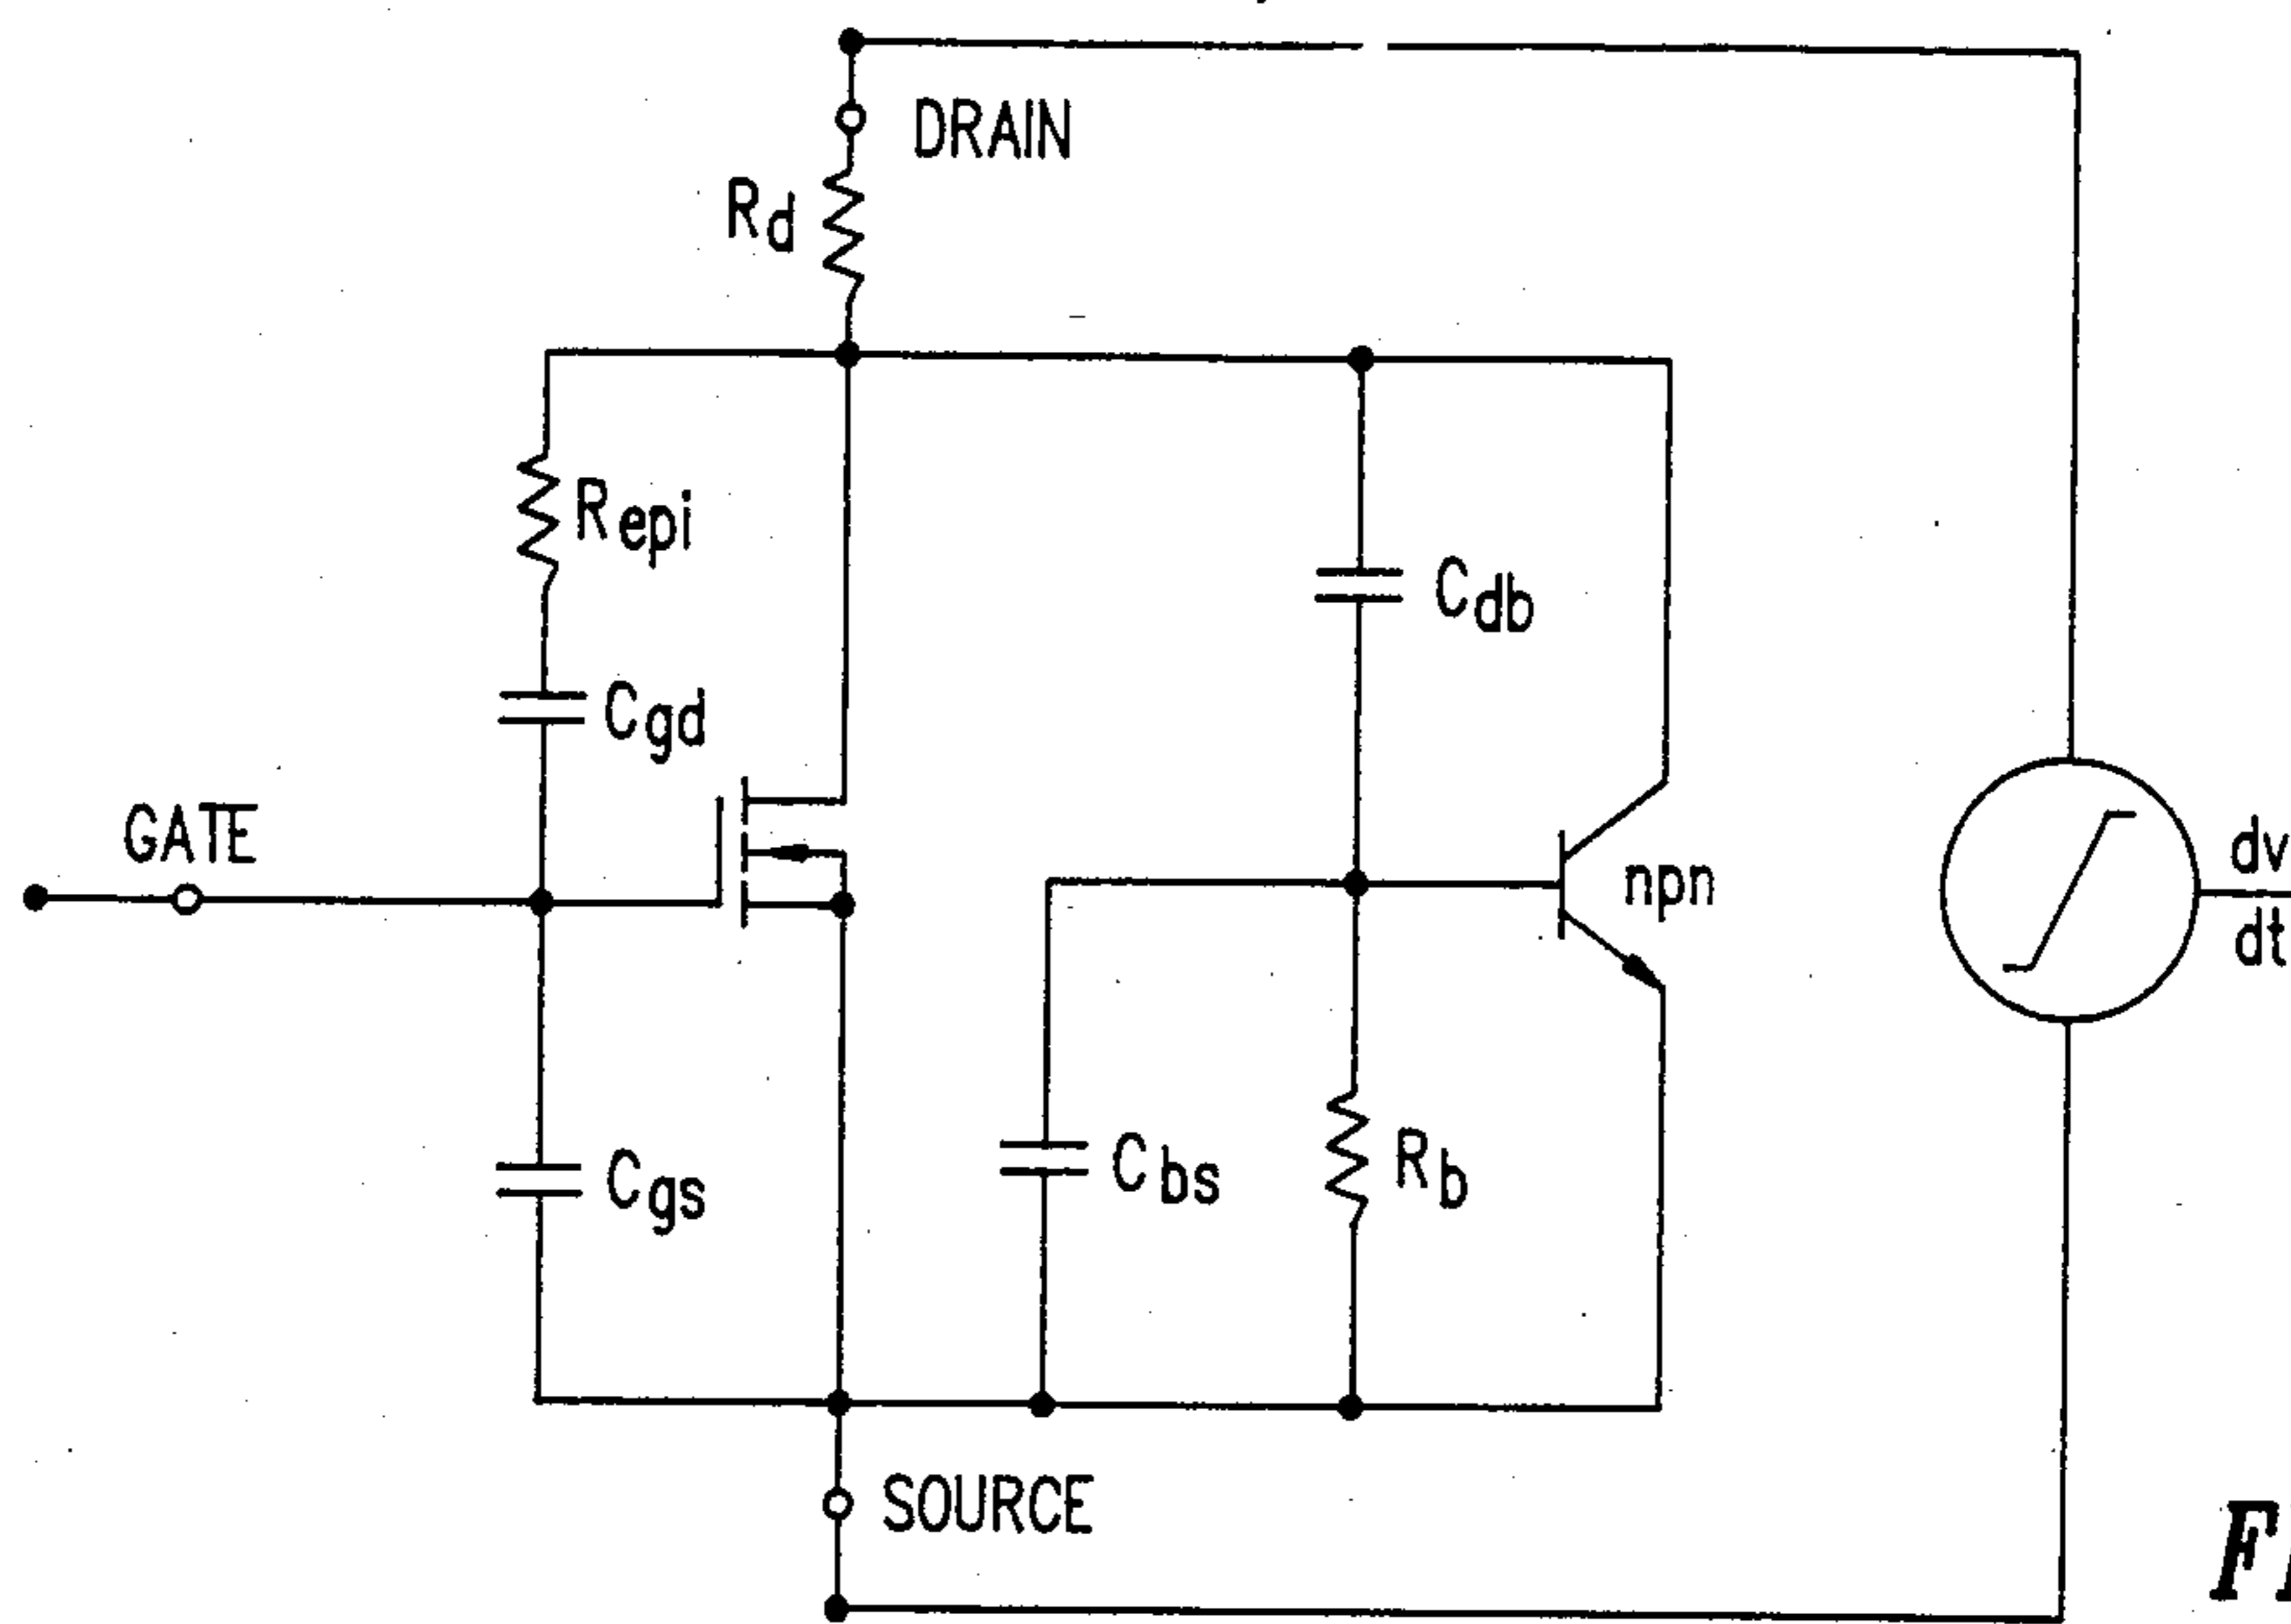 DRAIN
Rd
Repi
Cdb
Cgd
GATE
npn
dv
dt
Cbs
Rb
Cgs
SOURCE